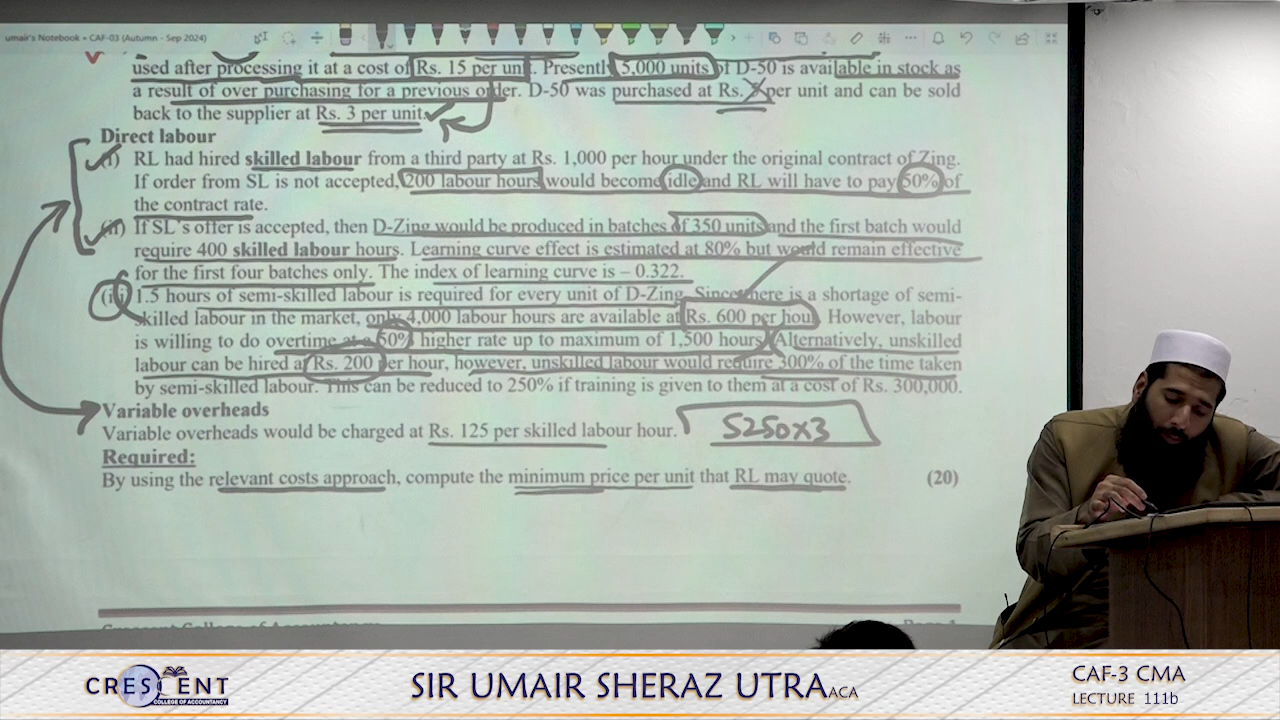 umair's Notebook • CAF-03 (Autumn - Sep 2024)
used after processing it at a cost of Rs. 15 per unit. Presently 5,000 units of D-50 is available in stock as
a result of over purchasing for a previous order. D-50 was purchased at Rs. per unit and can be sold
back to the supplier at Rs. 3 per unit.
Direct labour
(i) RL had hired skilled labour from a third party at Rs. 1,000 per hour under the original contract of Zing.
If order from SL is not accepted, 200 labour hours would become idle and RL will have to pay 50% of
the contract rate.
(ii) If SL's offer is accepted, then D-Zing would be produced in batches of 350 units and the first batch would
require 400 skilled labour hours. Learning curve effect is estimated at 80% but would remain effective
for the first four batches only. The index of learning curve is – 0.322.
(iii) 1.5 hours of semi-skilled labour is required for every unit of D-Zing. Since there is a shortage of semi-
skilled labour in the market, only 4,000 labour hours are available at Rs. 600 per hour. However, labour
is willing to do overtime at a 50% higher rate up to maximum of 1,500 hours. Alternatively, unskilled
labour can be hired at Rs. 200 per hour, however, unskilled labour would require 300% of the time taken
by semi-skilled labour. This can be reduced to 250% if training is given to them at a cost of Rs. 300,000.
Variable overheads
Variable overheads would be charged at Rs. 125 per skilled labour hour.
5250x3
Required:
By using the relevant costs approach, compute the minimum price per unit that RL may quote. (20)
CRESCENT
COLLEGE OF ACCOUNTANCY
SIR UMAIR SHERAZ UTRA ACA
CAF-3 CMA
LECTURE 111b